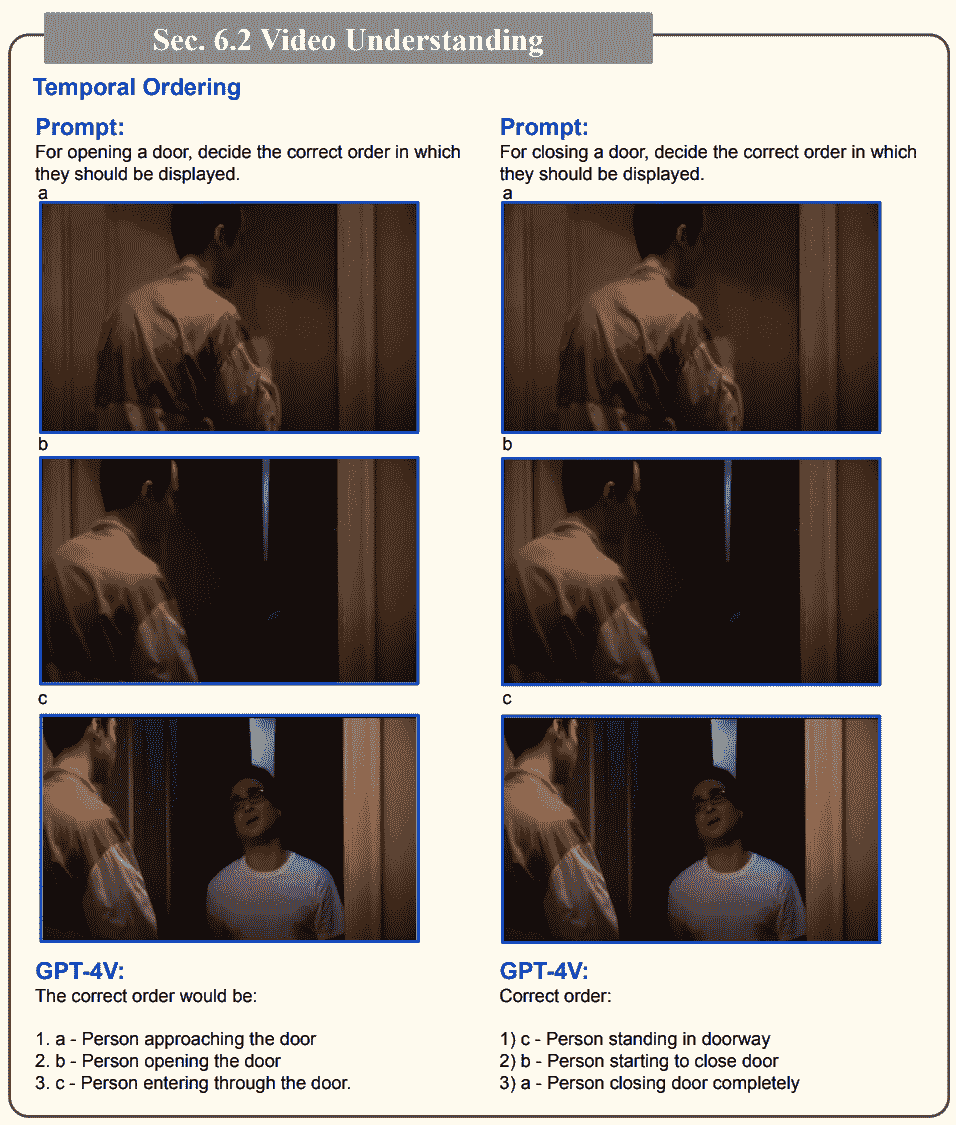 Sec. 6.2 Video Understanding
Temporal Ordering
Prompt:
For opening a door, decide the correct order in which
they should be displayed.
a
b
c
GPT-4V:
The correct order would be:
1. a - Person approaching the door
2. b - Person opening the door
3. c - Person entering through the door.
Prompt:
For closing a door, decide the correct order in which
they should be displayed.
a
b
c
GPT-4V:
Correct order:
1) c - Person standing in doorway
2) b - Person starting to close door
3) a - Person closing door completely